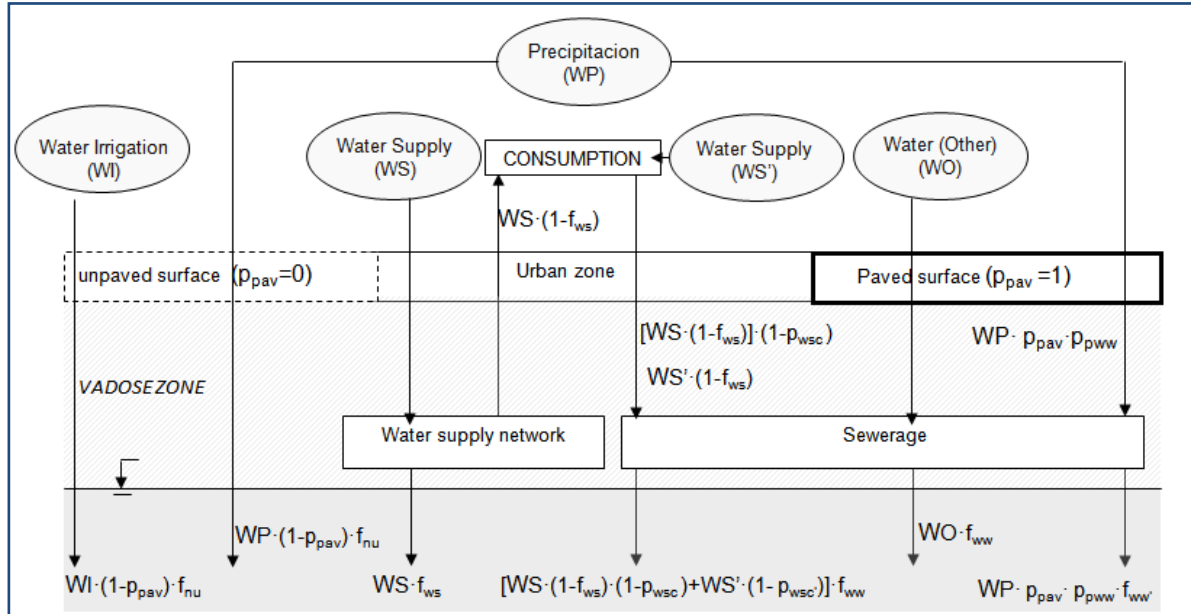 Precipitacion
(WP)
Water Irrigation
(WI)
Water Supply
(WS)
CONSUMPTION
Water Supply
(WS')
Water (Other)
(WO)
WS·(1-fws)
unpaved surface (ppav=0)
Urban zone
Paved surface (ppav =1)
[WS·(1-fws)]·(1-pwsc)
WS'·(1-fws)
WP· ppav·ppww
VADOSEZONE
Water supply network
Sewerage
WP·(1-ppav)·fnu
WO·fww
WI·(1-ppav)·fnu
WS·fws
[WS·(1-fws)·(1-pwsc)+WS'·(1- pwsc')]·fww
WP· ppav· ppww·fww'